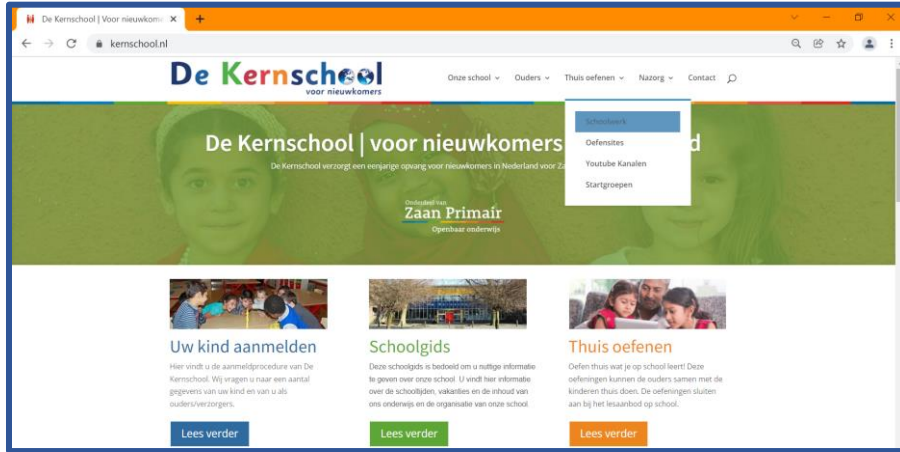 De Kernschool | Voor nieuwkom
kernschool.nl
De Kernschool
voor nieuwkomers
Onze school Ouders Thuis oefenen Nazorg Contact
Schoolwerk
Oefensites
Youtube Kanalen
Startgroepen
De Kernschool | voor nieuwkomers d
De Kernschool verzorgt een eenjarige opvang voor nieuwkomers in Nederland voor Za
Onderdeel van
Zaan Primair
Openbaar onderwijs
Uw kind aanmelden
Hier vindt u de aanmeldprocedure van De
Kernschool. Wij vragen u naar een aantal
gegevens van uw kind en van u als
ouders/verzorgers.
Lees verder
Schoolgids
Deze schoolgids is bedoeld om u nuttige informatie
te geven over onze school. U vindt hier informatie
over de schooltijden, vakanties en de inhoud van
ons onderwijs en de organisatie van onze school.
Lees verder
Thuis oefenen
Oefen thuis wat je op school leert! Deze
oefeningen kunnen de ouders samen met de
kinderen thuis doen. De oefeningen sluiten
aan bij het lesaanbod op school.
Lees verder